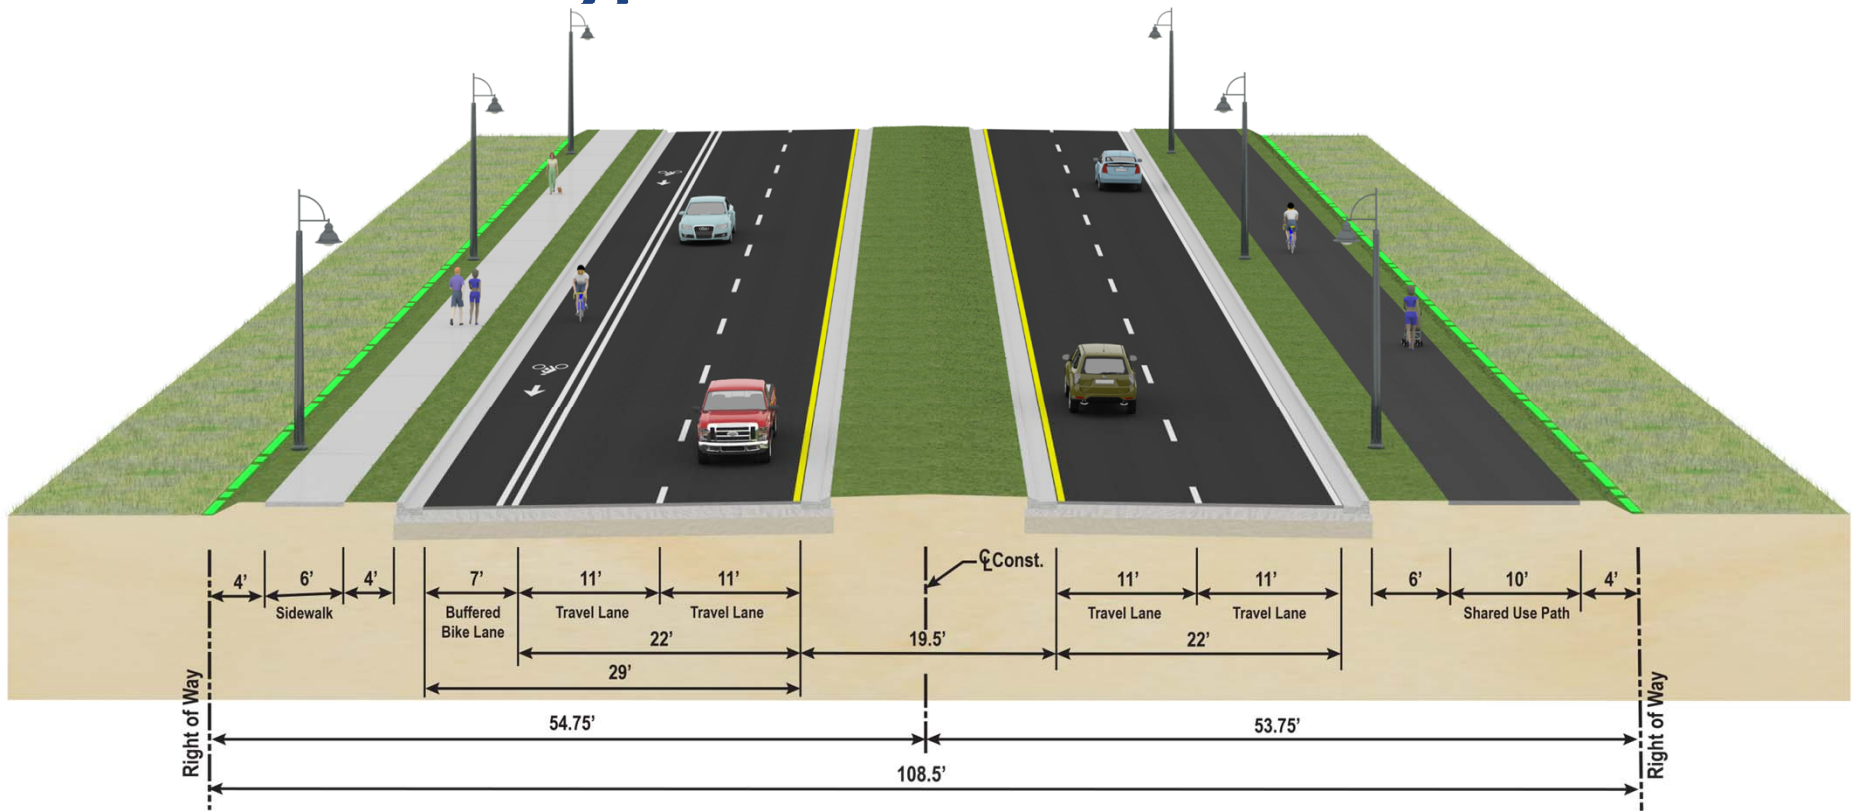 4'
6'
4'
7'
11'
11'
℄ Const.
11'
11'
6'
10'
4'
Sidewalk
Buffered
Bike Lane
Travel Lane
Travel Lane
Travel Lane
Travel Lane
Shared Use Path
22'
19.5'
22'
29'
Right of Way
Right of Way
54.75'
53.75'
108.5'